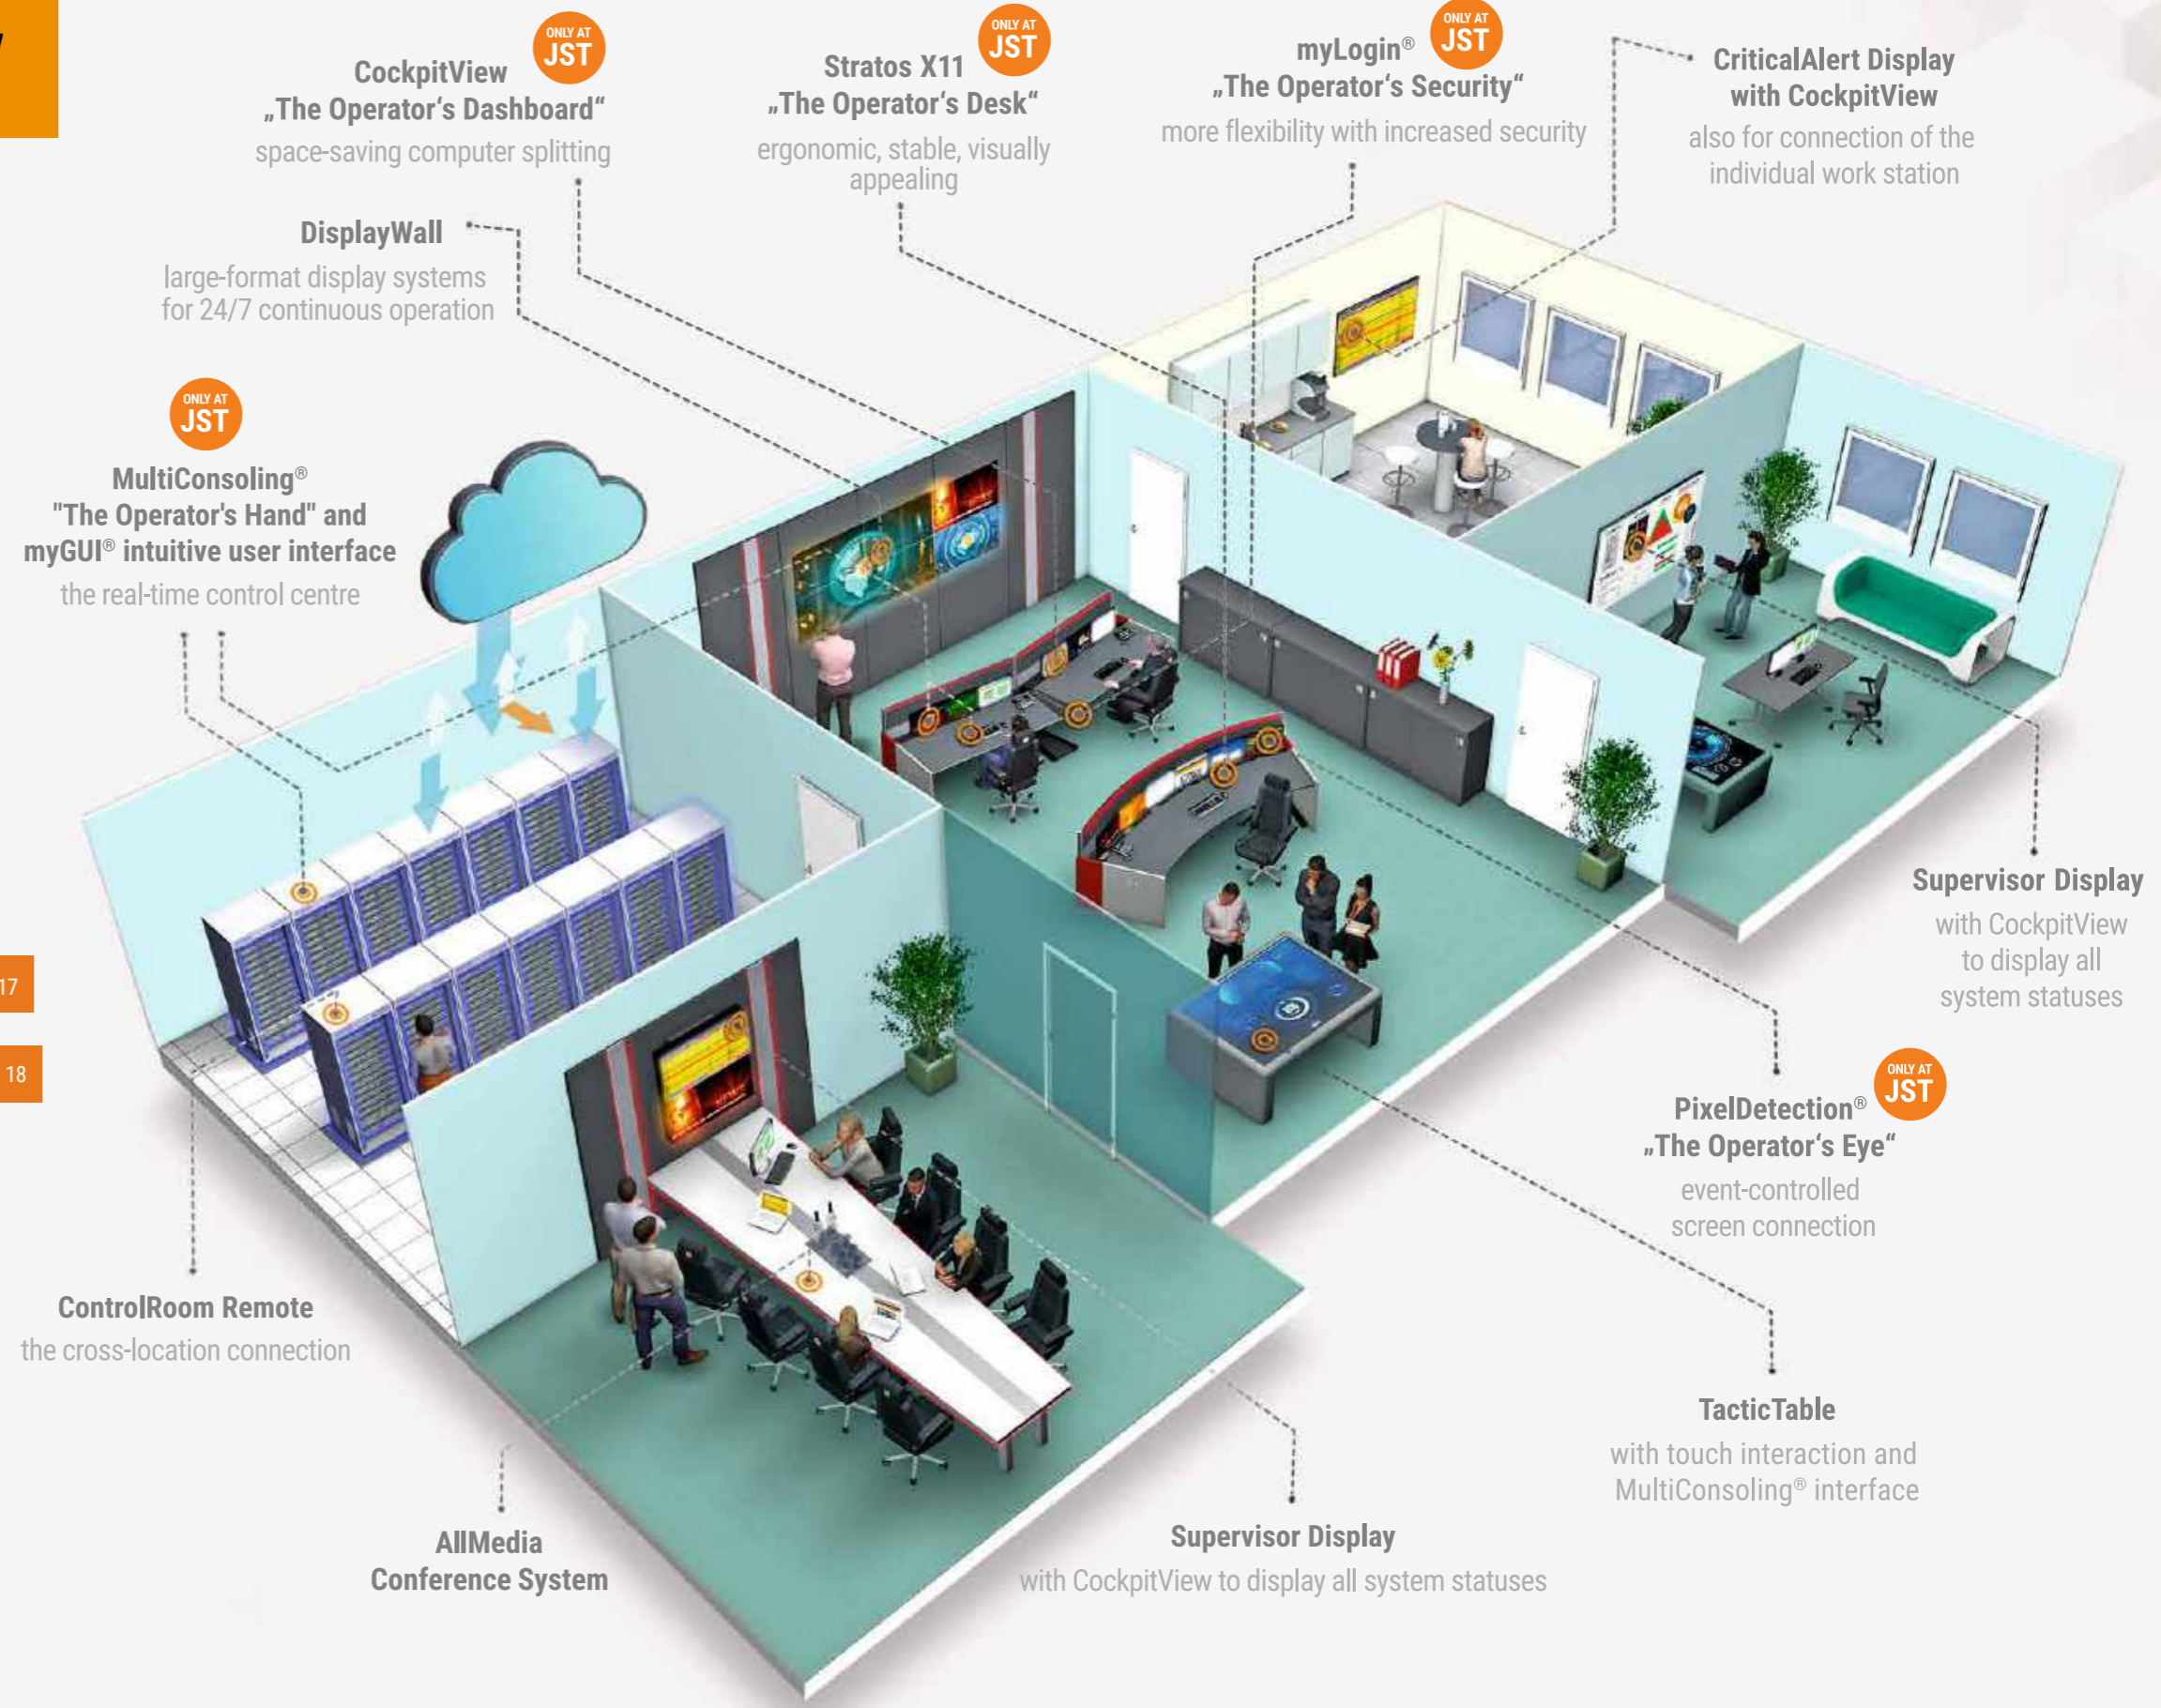 ONLY AT
JST
CockpitView
„The Operator‘s Dashboard“
space-saving computer splitting
ONLY AT
JST
Stratos X11
„The Operator‘s Desk“
ergonomic, stable, visually
appealing
ONLY AT
JST
myLogin®
„The Operator‘s Security“
more flexibility with increased security
CriticalAlert Display
with CockpitView
also for connection of the
individual work station
DisplayWall
large-format display systems
for 24/7 continuous operation
ONLY AT
JST
MultiConsoling®
"The Operator's Hand" and
myGUI® intuitive user interface
the real-time control centre
Supervisor Display
with CockpitView
to display all
system statuses
17
18
ONLY AT
JST
PixelDetection®
„The Operator‘s Eye“
event-controlled
screen connection
ControlRoom Remote
the cross-location connection
TacticTable
with touch interaction and
MultiConsoling® interface
AllMedia
Conference System
Supervisor Display
with CockpitView to display all system statuses